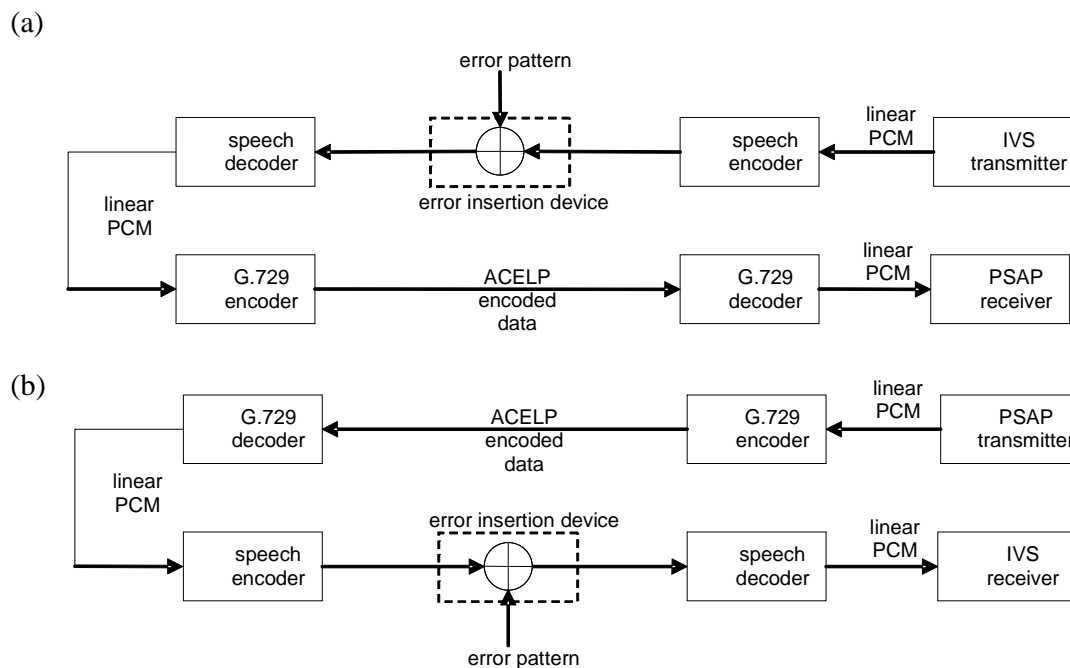 (a)
error pattern
linear
PCM
speech
decoder
speech
encoder
IVS
transmitter
error insertion device
linear
PCM
linear
PCM
G.729
encoder
ACELP
encoded
data
G.729
decoder
PSAP
receiver
(b)
linear
PCM
G.729
decoder
ACELP
encoded
data
G.729
encoder
PSAP
transmitter
linear
PCM
error insertion device
linear
PCM
speech
encoder
speech
decoder
IVS
receiver
error pattern